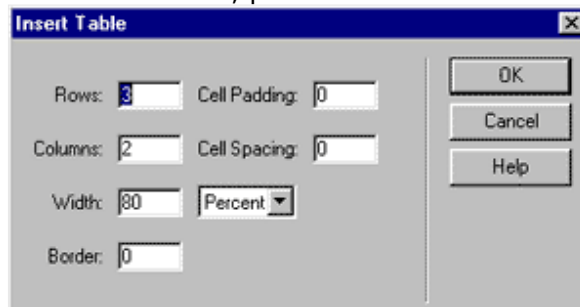 Insert Table
Rows: 3 Cell Padding: 0 OK
Columns: 2 Cell Spacing: 0 Cancel
Width: 80 Percent Help
Border: 0